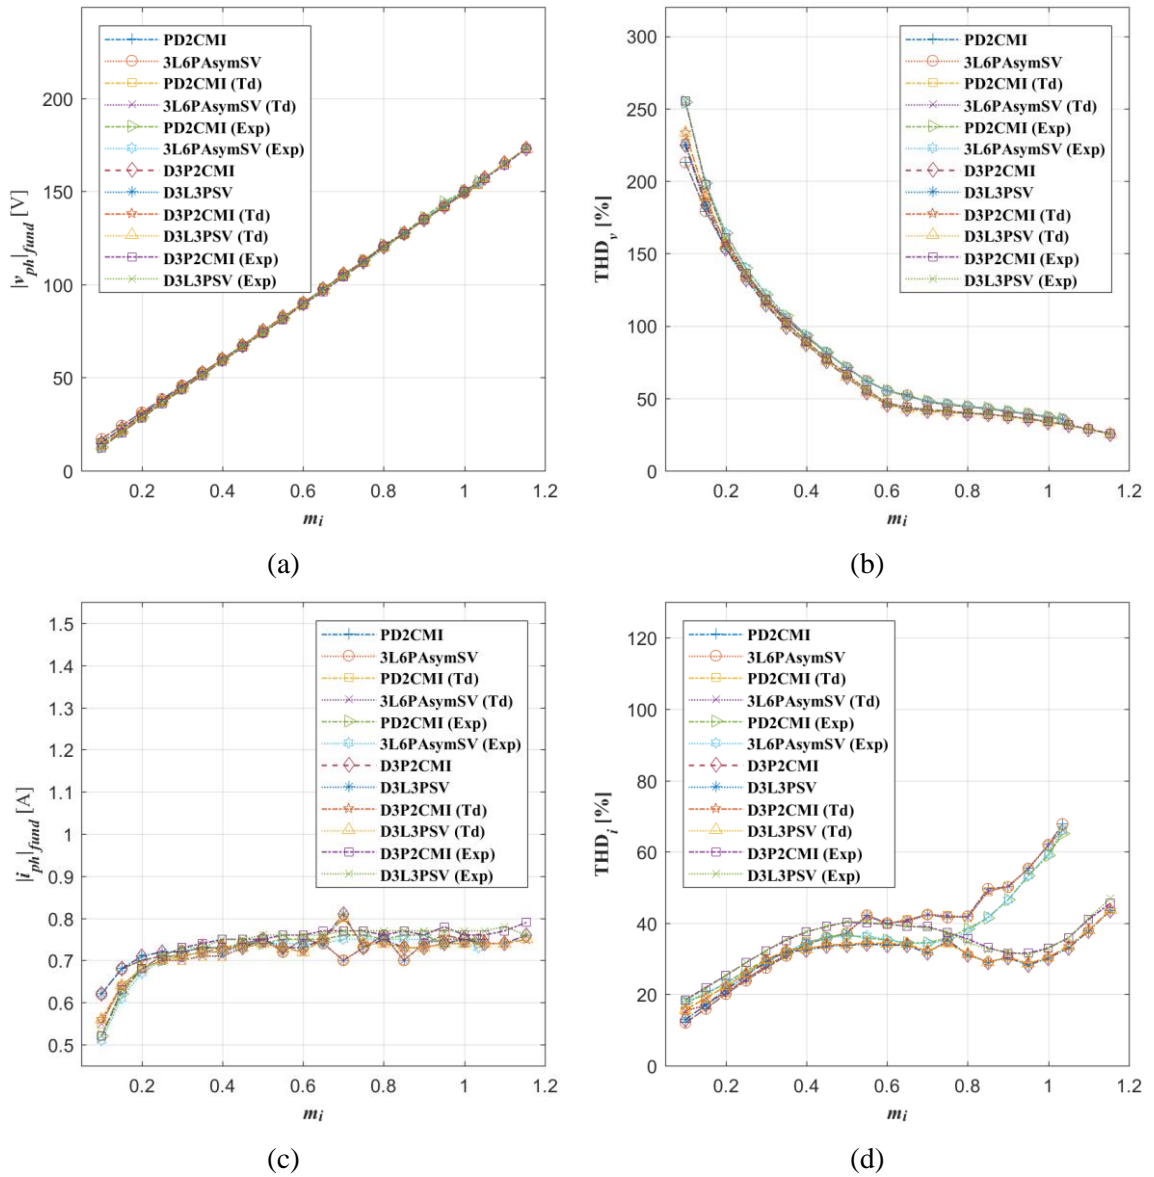 |v_ph|_fund [V]
200
150
100
50
0
PD2CMI
3L6PAsymSV
PD2CMI (Td)
3L6PAsymSV (Td)
PD2CMI (Exp)
3L6PAsymSV (Exp)
D3P2CMI
D3L3PSV
D3P2CMI (Td)
D3L3PSV (Td)
D3P2CMI (Exp)
D3L3PSV (Exp)
0.2 0.4 0.6 0.8 1 1.2
m_i
(a)
THD_v [%]
300
250
200
150
100
50
0
PD2CMI
3L6PAsymSV
PD2CMI (Td)
3L6PAsymSV (Td)
PD2CMI (Exp)
3L6PAsymSV (Exp)
D3P2CMI
D3L3PSV
D3P2CMI (Td)
D3L3PSV (Td)
D3P2CMI (Exp)
D3L3PSV (Exp)
0.2 0.4 0.6 0.8 1 1.2
m_i
(b)
|i_ph|_fund [A]
1.5
1.4
1.3
1.2
1.1
1
0.9
0.8
0.7
0.6
0.5
PD2CMI
3L6PAsymSV
PD2CMI (Td)
3L6PAsymSV (Td)
PD2CMI (Exp)
3L6PAsymSV (Exp)
D3P2CMI
D3L3PSV
D3P2CMI (Td)
D3L3PSV (Td)
D3P2CMI (Exp)
D3L3PSV (Exp)
0.2 0.4 0.6 0.8 1 1.2
m_i
(c)
THD_i [%]
120
100
80
60
40
20
0
PD2CMI
3L6PAsymSV
PD2CMI (Td)
3L6PAsymSV (Td)
PD2CMI (Exp)
3L6PAsymSV (Exp)
D3P2CMI
D3L3PSV
D3P2CMI (Td)
D3L3PSV (Td)
D3P2CMI (Exp)
D3L3PSV (Exp)
0.2 0.4 0.6 0.8 1 1.2
m_i
(d)